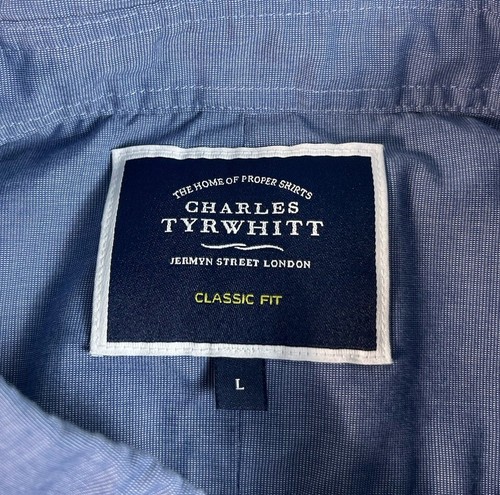 THE HOME OF PROPER SHIRTS
CHARLES
TYRWHITT
JERMYN STREET LONDON
CLASSIC FIT
L